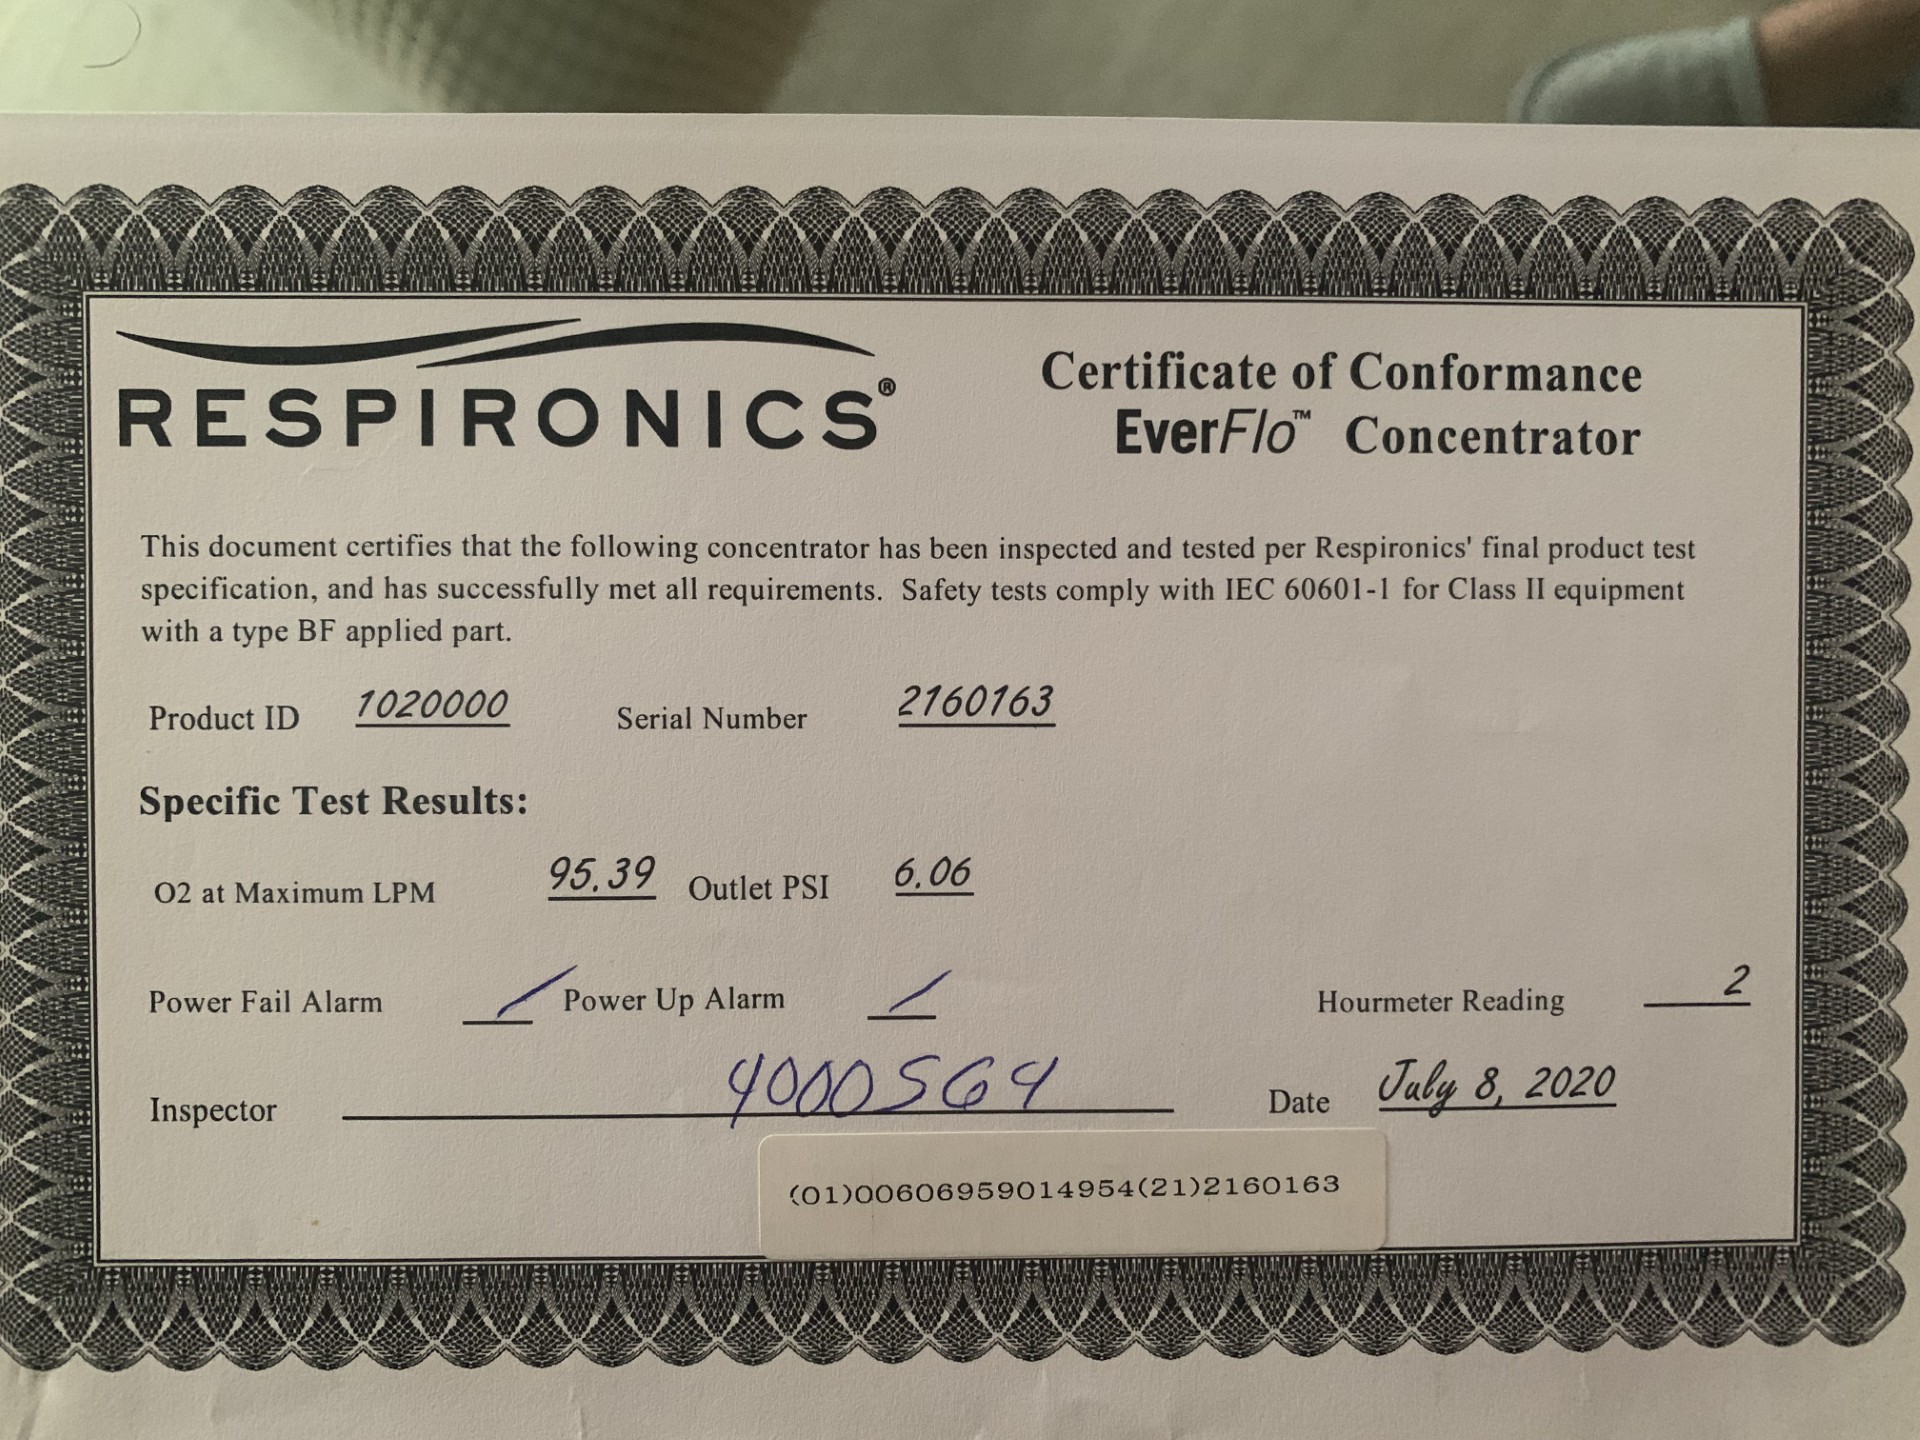 RESPIRONICS®
Certificate of Conformance
EverFlo™ Concentrator
This document certifies that the following concentrator has been inspected and tested per Respironics' final product test
specification, and has successfully met all requirements. Safety tests comply with IEC 60601-1 for Class II equipment
with a type BF applied part.
Product ID 1020000 Serial Number 2160163
Specific Test Results:
O2 at Maximum LPM 95.39 Outlet PSI 6.06
Power Fail Alarm / Power Up Alarm / Hourmeter Reading 2
Inspector 4000564 Date July 8, 2020
(01)00606959014954(21)2160163